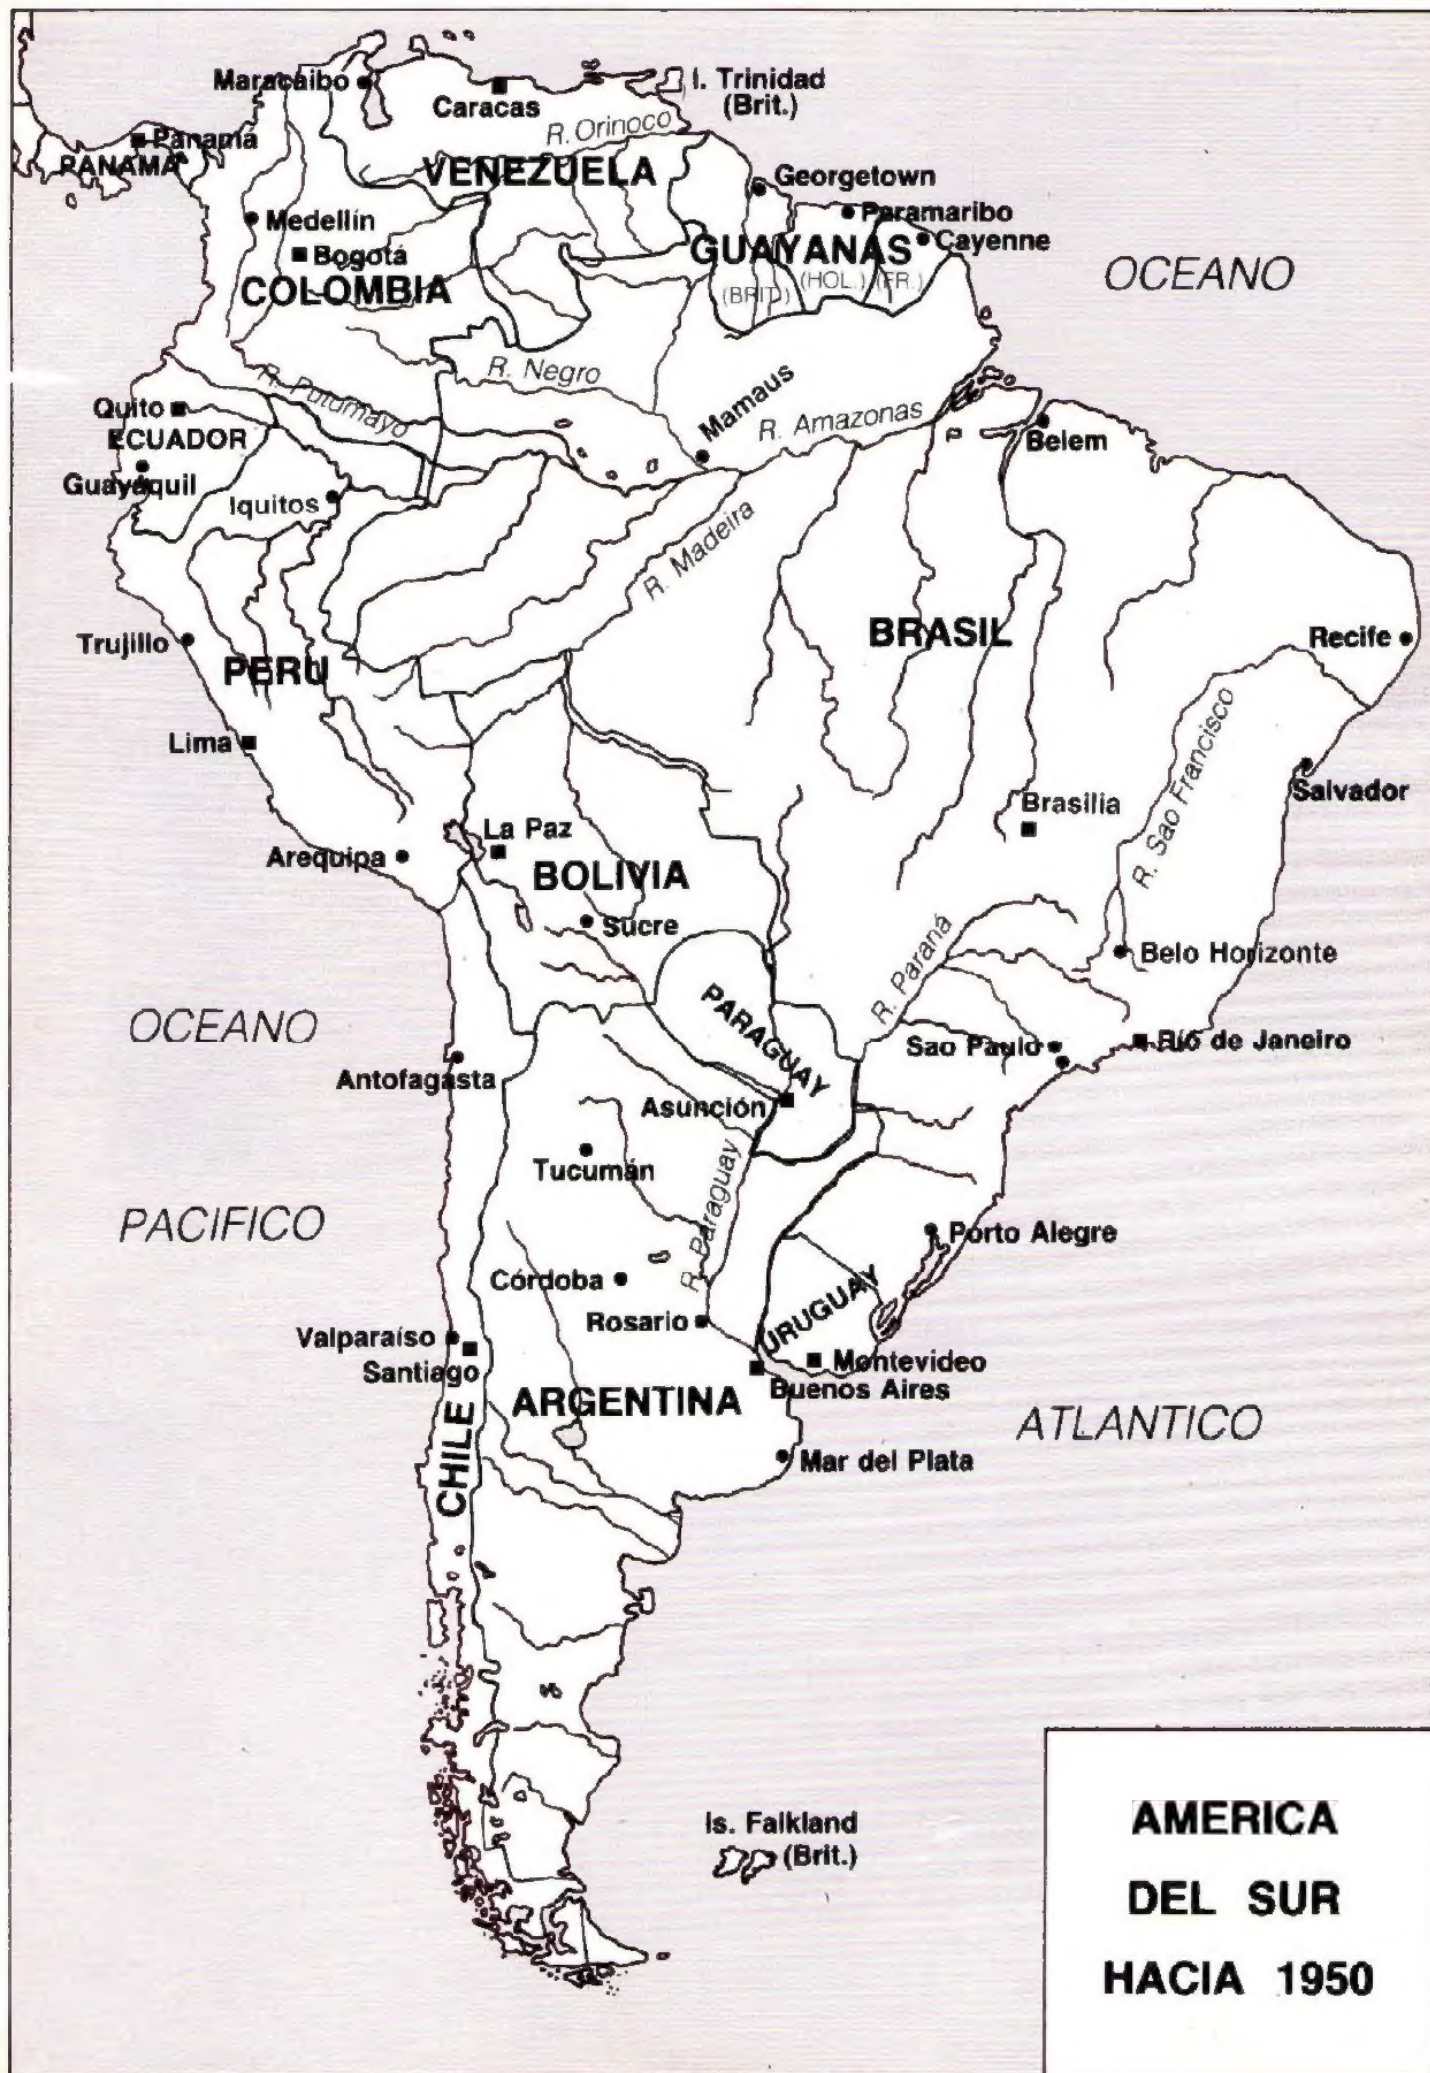 Maracaibo
Caracas
I. Trinidad
(Brit.)
Panamá
PANAMA
R. Orinoco
VENEZUELA
Georgetown
Medellín
Paramaribo
Bogotá
GUAYANAS
Cayenne
COLOMBIA
(BRIT.)
(HOL.)
(FR.)
OCEANO
R. Negro
R. Putumayo
Mamaus
R. Amazonas
Quito
ECUADOR
Belem
Guayaquil
Iquitos
R. Madeira
Trujillo
PERU
BRASIL
Recife
Lima
R. Sao Francisco
Salvador
Brasilia
La Paz
Arequipa
BOLIVIA
Sucre
R. Paraná
Belo Horizonte
OCEANO
PARAGUAY
Sao Paulo
Río de Janeiro
Antofagasta
Asunción
Tucumán
R. Paraguay
PACIFICO
Porto Alegre
Córdoba
Rosario
URUGUAY
Valparaíso
Santiago
Montevideo
Buenos Aires
ARGENTINA
CHILE
ATLANTICO
Mar del Plata
Is. Falkland
(Brit.)
AMERICA
DEL SUR
HACIA 1950